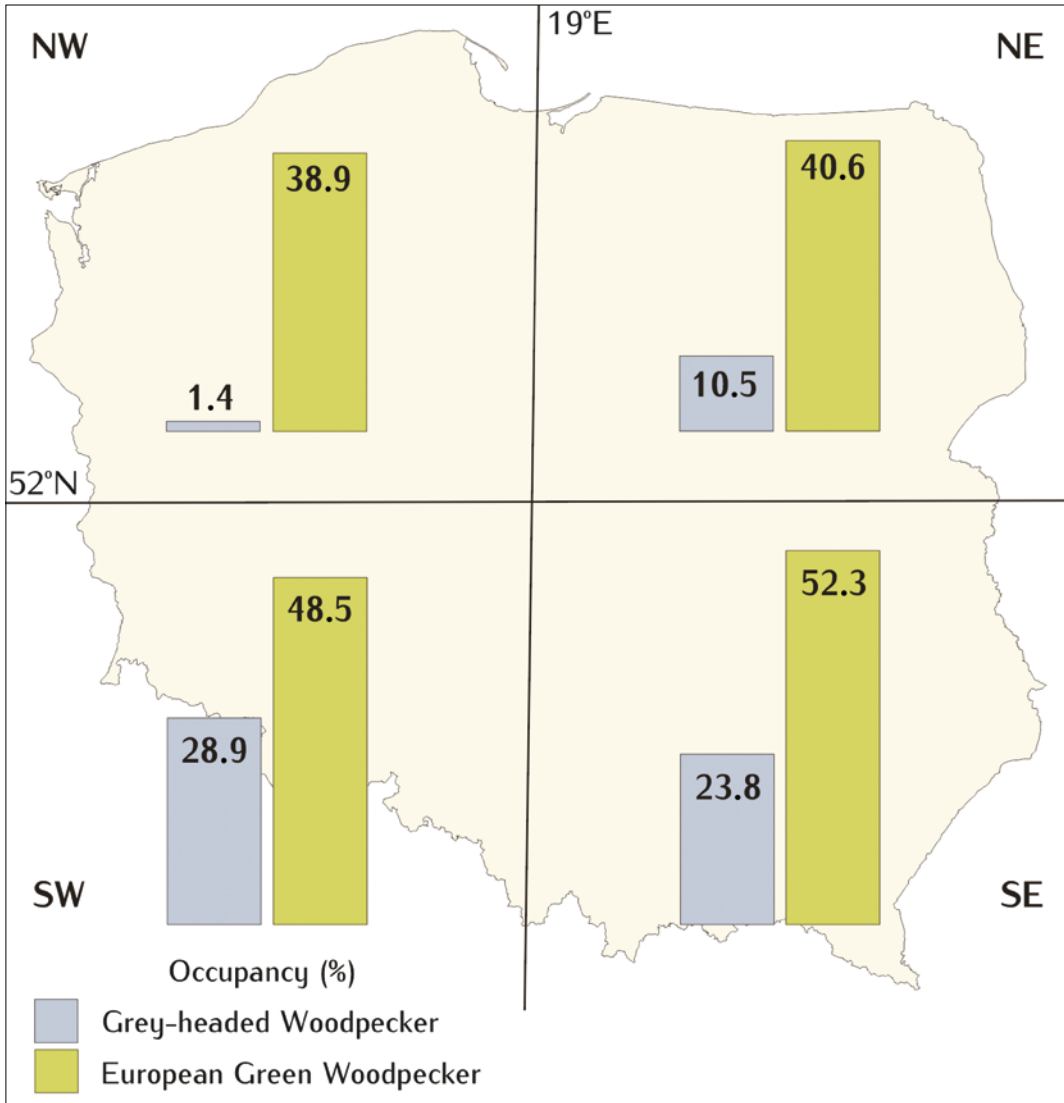 19°E
NW
NE
38.9
40.6
1.4
10.5
52°N
48.5
52.3
28.9
23.8
SW
SE
Occupancy (%)
Grey-headed Woodpecker
European Green Woodpecker